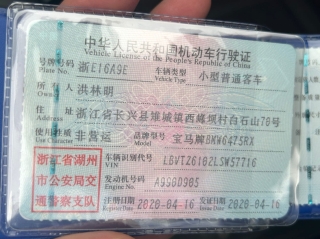 中华人民共和国机动车行驶证
Vehicle License of the People's Republic of China
号牌号码 浙E16A9E 车辆类型 小型普通客车
Plate No. Vehicle Type
所有人 洪林明
Owner
住址 浙江省长兴县雉城镇西峰坝村白石山70号
Address
使用性质 非营运 品牌型号 宝马牌BMW6475RX
Use Character Model
浙江省湖州
市公安局交
通警察支队
车辆识别代号 LBVTZ6102LSW57716
VIN
发动机号码 A990D985
Engine No.
注册日期 2020-04-16 发证日期 2020-04-16
Register Date Issue Date